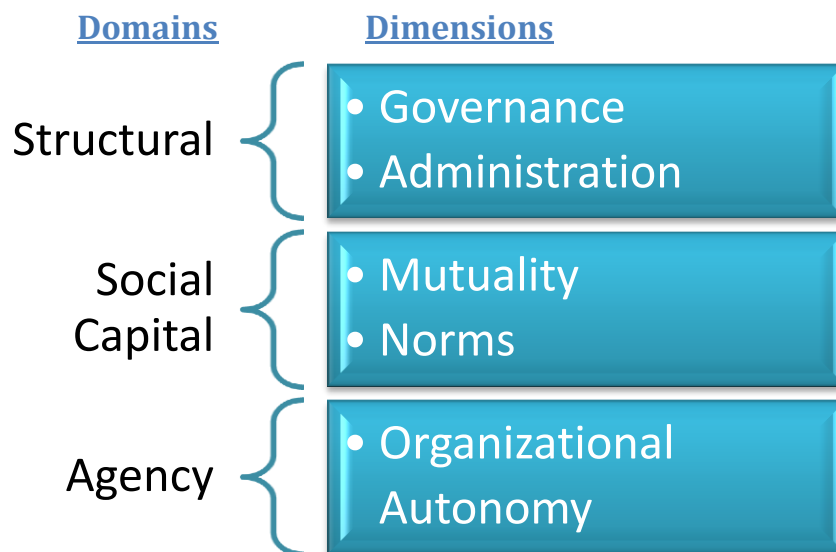 Domains
Dimensions
Structural
• Governance
• Administration
Social
Capital
• Mutuality
• Norms
Agency
• Organizational
Autonomy